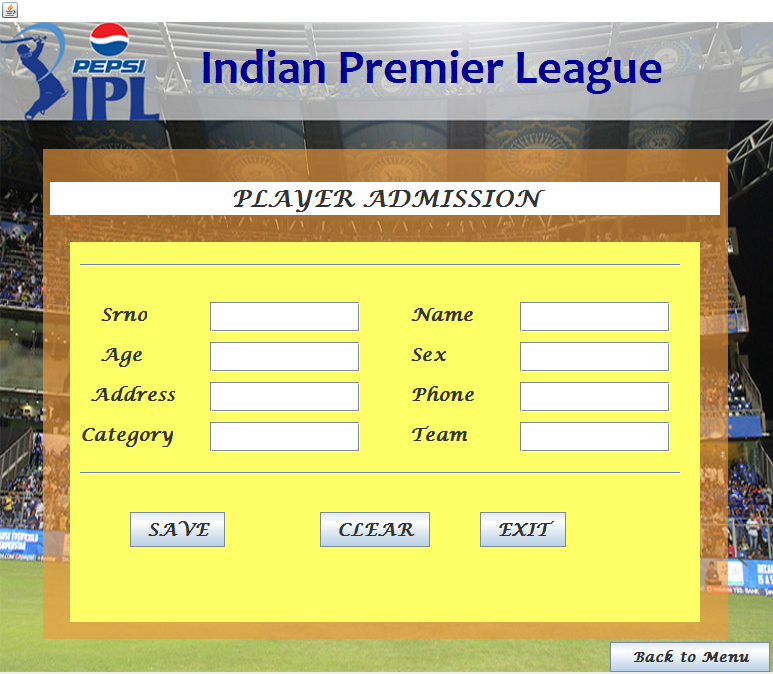 PEPSI
IPL
Indian Premier League
PLAYER ADMISSION
Srno
Name
Age
Sex
Address
Phone
Category
Team
SAVE
CLEAR
EXIT
Back to Menu